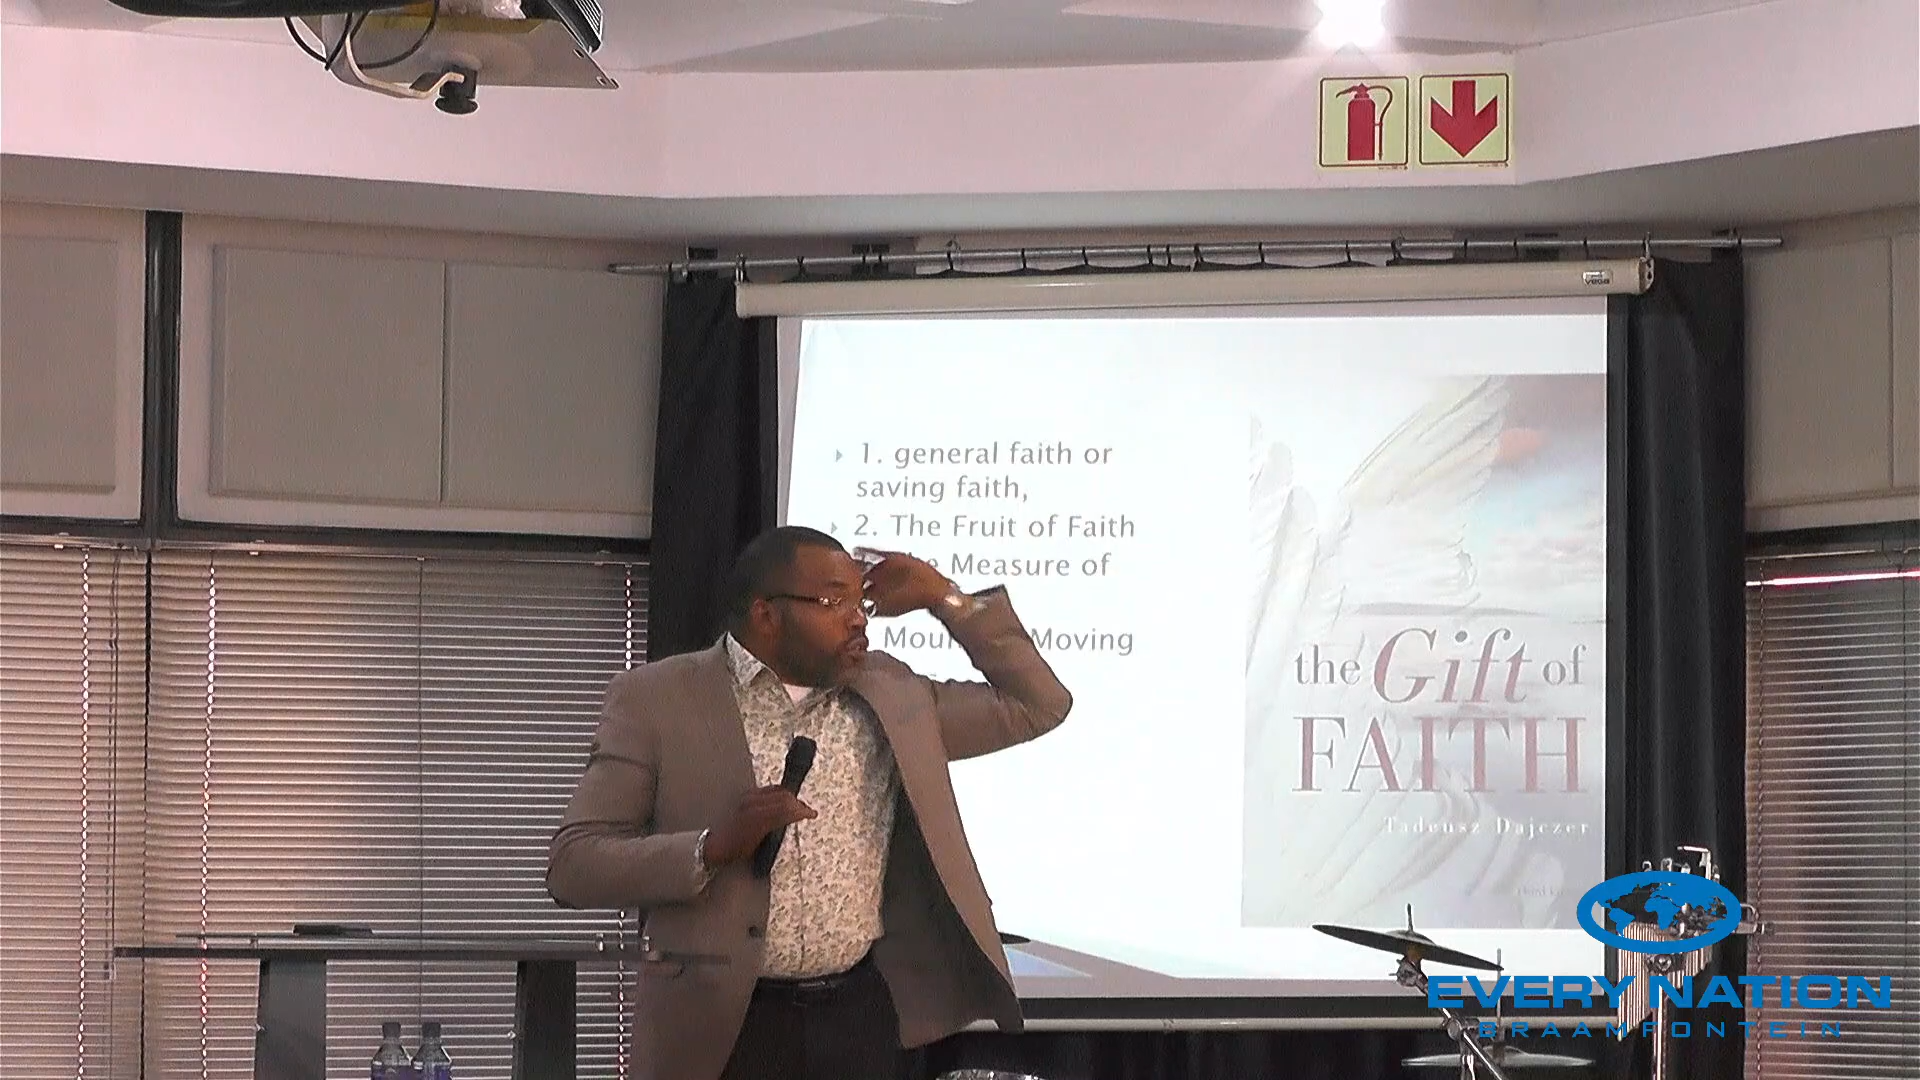 1. general faith or
saving faith,
2. The Fruit of Faith
Measure of
Moving
the Gift of
FAITH
Tadeusz Dajczer
EVERY NATION
BRAAMFONTEIN